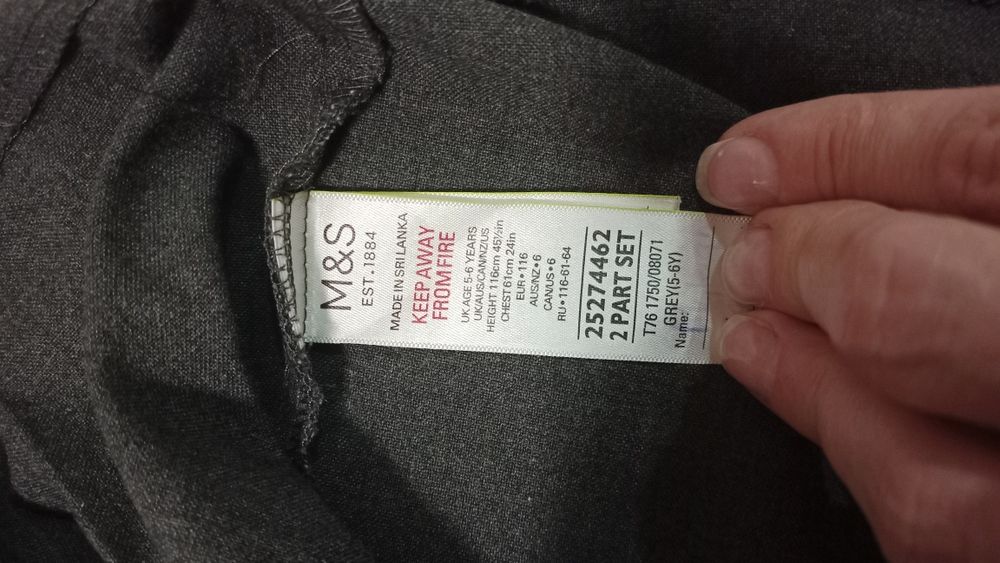 M&S
EST. 1884
MADE IN SRI LANKA
KEEP AWAY
FROM FIRE
UK AGE 5-6 YEARS
UK/AUS/CAN/NZ/US
HEIGHT 116cm 45½in
CHEST 61cm 24in
EUR•116
AUS/NZ•6
CAN/US•6
RU•116-61-64
25274462
2 PART SET
T76 1750/08071
GREY(5-6Y)
Name: